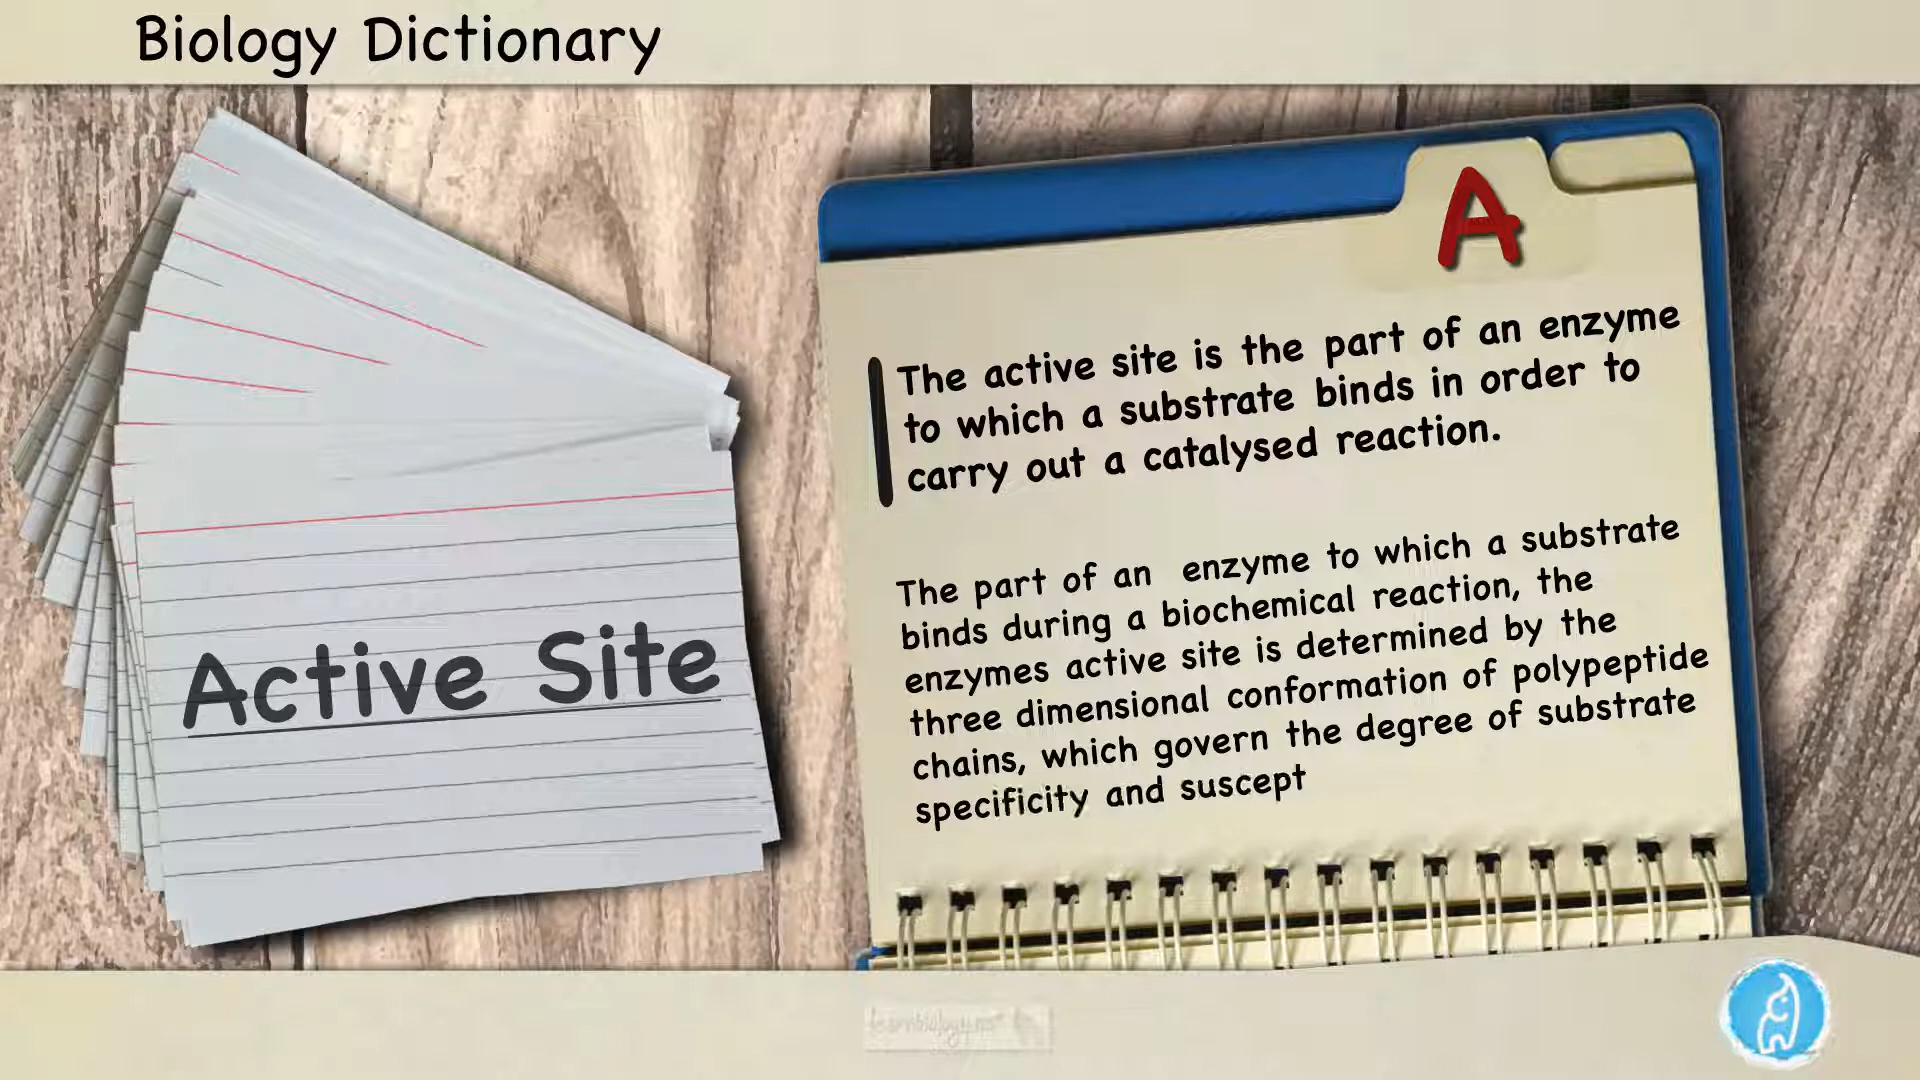 Biology Dictionary
A
The active site is the part of an enzyme
to which a substrate binds in order to
carry out a catalysed reaction.
Active Site
The part of an enzyme to which a substrate
binds during a biochemical reaction, the
enzymes active site is determined by the
three dimensional conformation of polypeptide
chains, which govern the degree of substrate
specificity and suscept